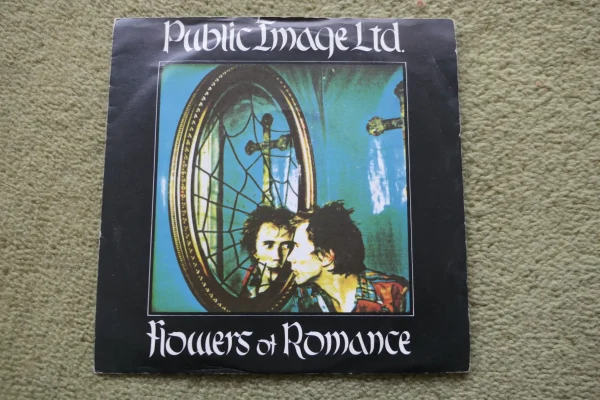 Public Image Ltd.
Flowers of Romance